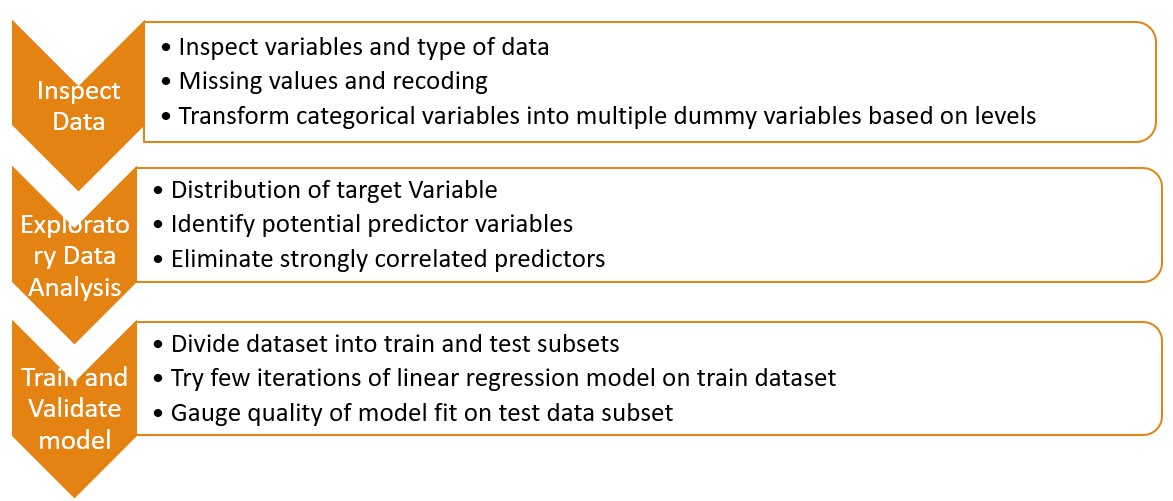 Inspect
Data
• Inspect variables and type of data
• Missing values and recoding
• Transform categorical variables into multiple dummy variables based on levels
Explorato
ry Data
Analysis
• Distribution of target Variable
• Identify potential predictor variables
• Eliminate strongly correlated predictors
Train and
Validate
model
• Divide dataset into train and test subsets
• Try few iterations of linear regression model on train dataset
• Gauge quality of model fit on test data subset